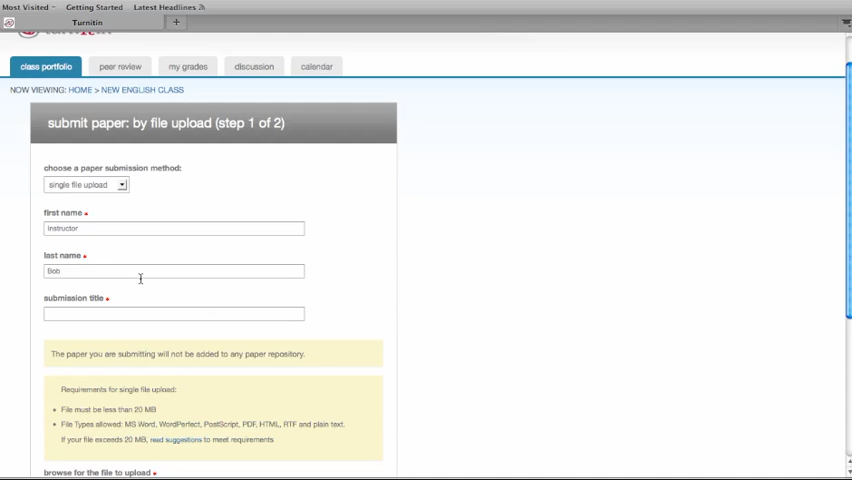 Most Visited Getting Started Latest Headlines
Turnitin +
class portfolio peer review my grades discussion calendar
NOW VIEWING: HOME > NEW ENGLISH CLASS
submit paper: by file upload (step 1 of 2)
choose a paper submission method:
single file upload
first name *
Instructor
last name *
Bob
submission title *
The paper you are submitting will not be added to any paper repository.
Requirements for single file upload:
• File must be less than 20 MB
• File Types allowed: MS Word, WordPerfect, PostScript, PDF, HTML, RTF and plain text.
If your file exceeds 20 MB, read suggestions to meet requirements
browse for the file to upload *